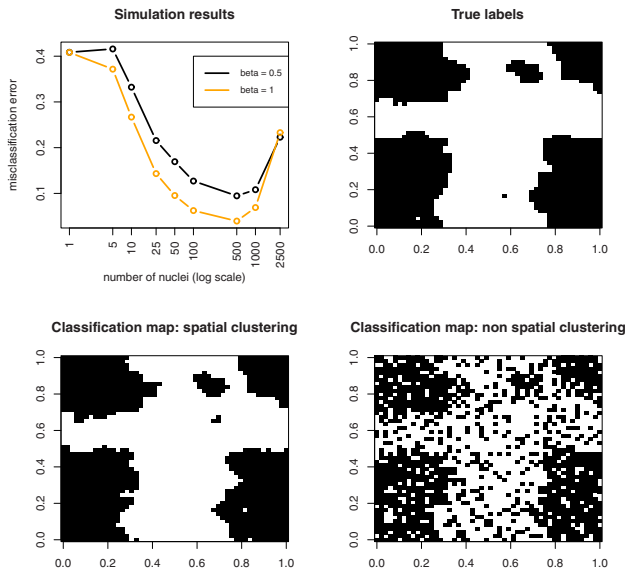 Simulation results
misclassification error
0.4
0.3
0.2
0.1
beta = 0.5
beta = 1
1
5
10
25
50
100
500
1000
2500
number of nuclei (log scale)
True labels
1.0
0.8
0.6
0.4
0.2
0.0
0.0 0.2 0.4 0.6 0.8 1.0
Classification map: spatial clustering
1.0
0.8
0.6
0.4
0.2
0.0
0.0 0.2 0.4 0.6 0.8 1.0
Classification map: non spatial clustering
1.0
0.8
0.6
0.4
0.2
0.0
0.0 0.2 0.4 0.6 0.8 1.0